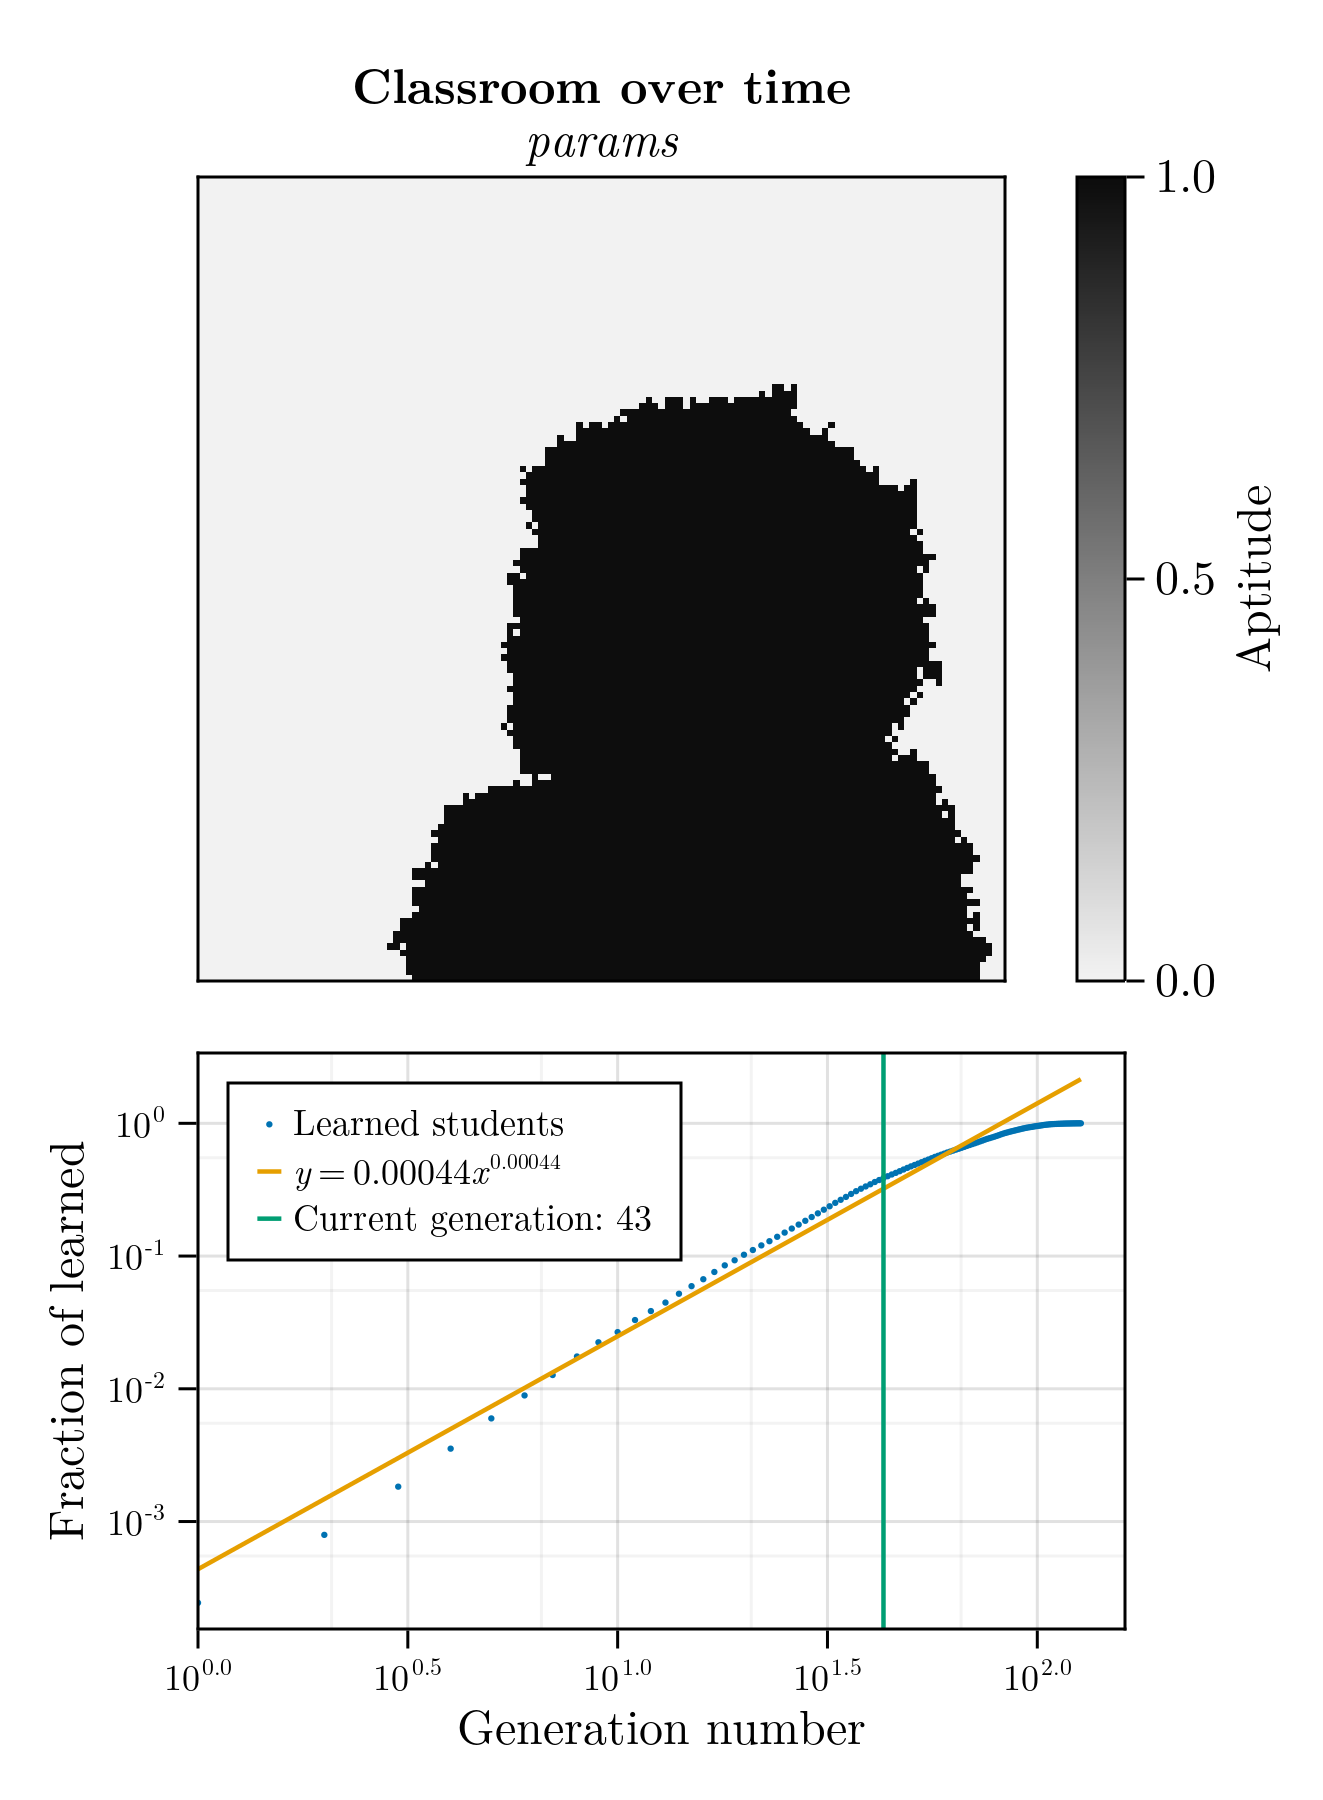 Classroom over time
params
1.0
0.5
0.0
Aptitude
Learned students
y = 0.00044x^0.00044
Current generation: 43
10^0
10^-1
10^-2
10^-3
Fraction of learned
10^0.0 10^0.5 10^1.0 10^1.5 10^2.0
Generation number